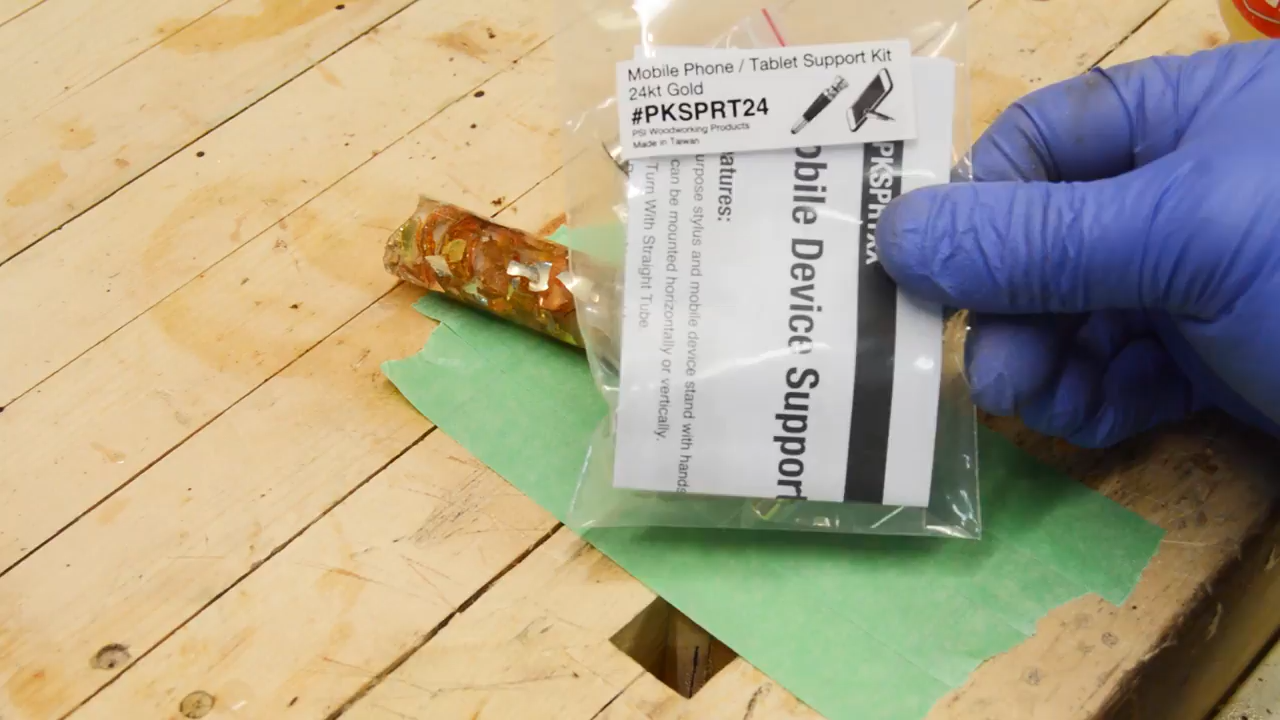 Mobile Phone / Tablet Support Kit
24kt Gold
#PKSPRT24
PSI Woodworking Products
Made in Taiwan
PKSPRTXX
obile Device Support
atures:
urpose stylus and mobile device stand with hands
can be mounted horizontally or vertically.
Turn With Straight Tube